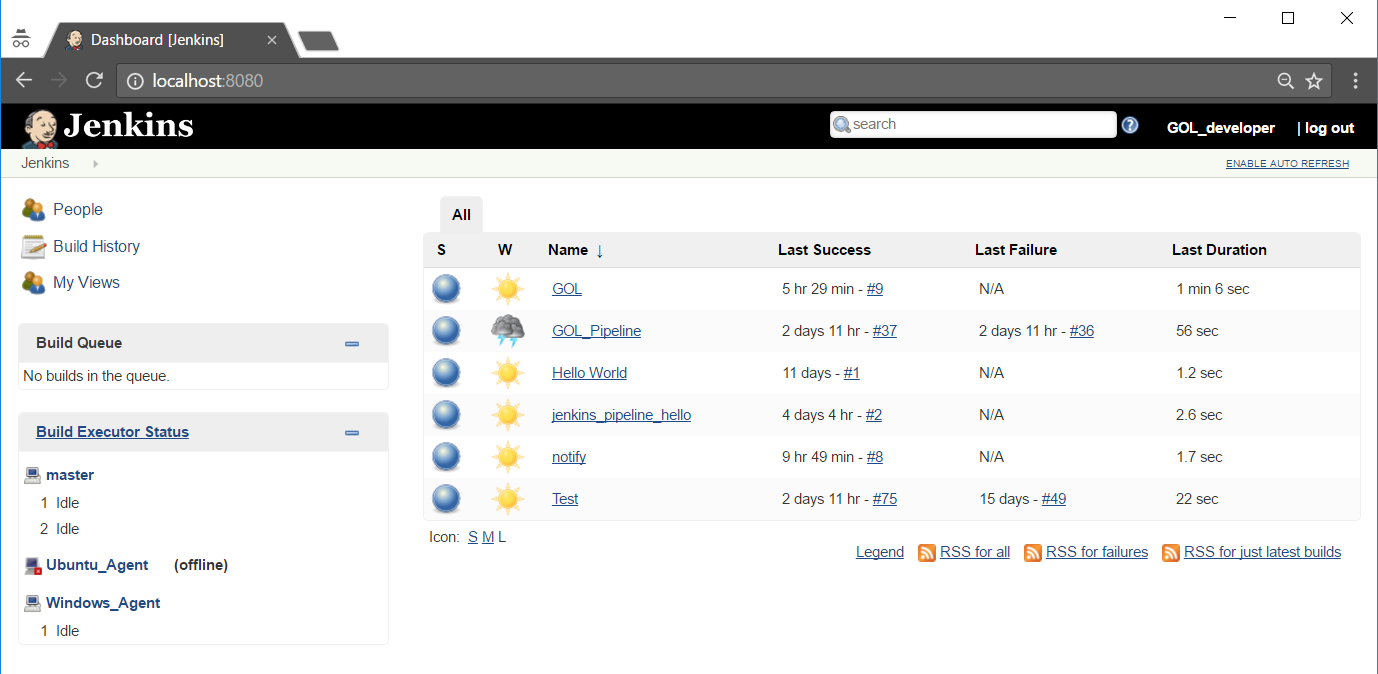 Dashboard [Jenkins]
localhost:8080
Jenkins
search
GOL_developer | log out
Jenkins
ENABLE AUTO REFRESH
People
Build History
My Views
Build Queue
No builds in the queue.
Build Executor Status
master
1 Idle
2 Idle
Ubuntu_Agent (offline)
Windows_Agent
1 Idle
All
S W Name ↓ Last Success Last Failure Last Duration
GOL 5 hr 29 min - #9 N/A 1 min 6 sec
GOL_Pipeline 2 days 11 hr - #37 2 days 11 hr - #36 56 sec
Hello World 11 days - #1 N/A 1.2 sec
jenkins_pipeline_hello 4 days 4 hr - #2 N/A 2.6 sec
notify 9 hr 49 min - #8 N/A 1.7 sec
Test 2 days 11 hr - #75 15 days - #49 22 sec
Icon: S M L
Legend RSS for all RSS for failures RSS for just latest builds